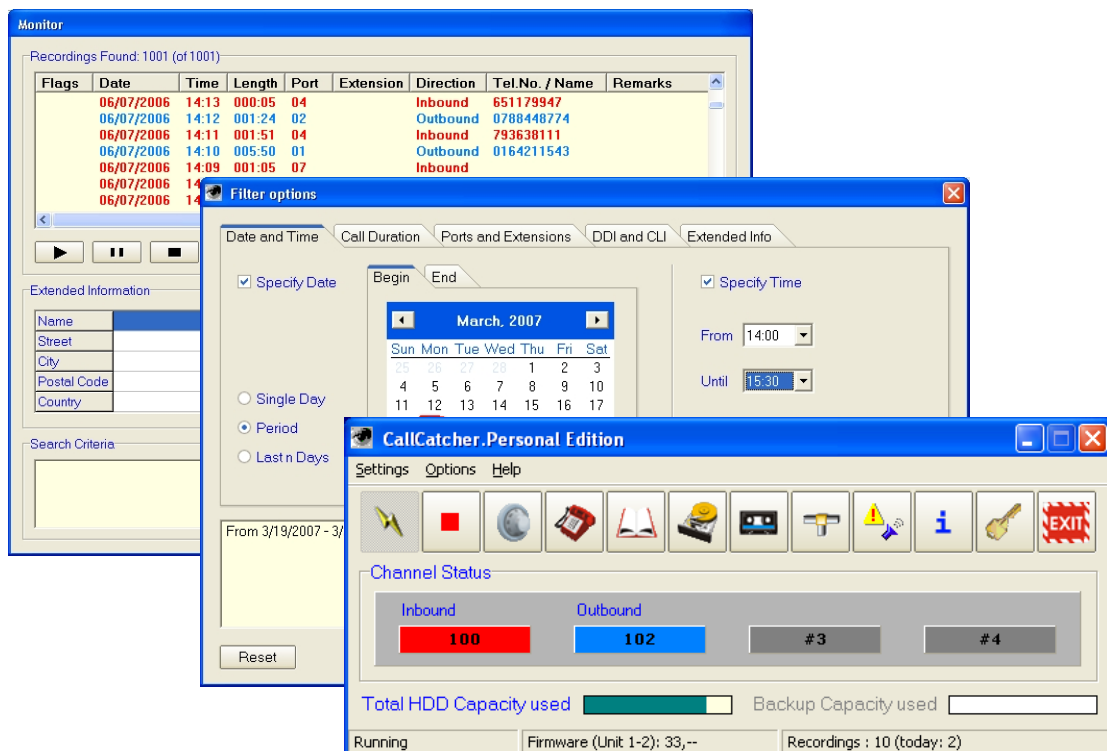 Monitor
Recordings Found: 1001 (of 1001)
Flags Date Time Length Port Extension Direction Tel.No. / Name Remarks
06/07/2006 14:13 000:05 04 Inbound 651179947
06/07/2006 14:12 001:24 02 Outbound 0788448774
06/07/2006 14:11 001:51 04 Inbound 793638111
06/07/2006 14:10 005:50 01 Outbound 0164211543
06/07/2006 14:09 001:05 07 Inbound
06/07/2006 14
06/07/2006 14
Extended Information
Name
Street
City
Postal Code
Country
Search Criteria
Filter options
Date and Time Call Duration Ports and Extensions DDI and CLI Extended Info
Specify Date
Begin End
Specify Time
March, 2007
Sun Mon Tue Wed Thu Fri Sat
25 26 27 28 1 2 3
4 5 6 7 8 9 10
11 12 13 14 15 16 17
From 14:00
Until 15:30
Single Day
Period
Last n Days
From 3/19/2007 - 3/
Reset
CallCatcher.Personal Edition
Settings Options Help
i
EXIT
Channel Status
Inbound Outbound
100 102 #3 #4
Total HDD Capacity used Backup Capacity used
Running Firmware (Unit 1-2): 33,-- Recordings : 10 (today: 2)